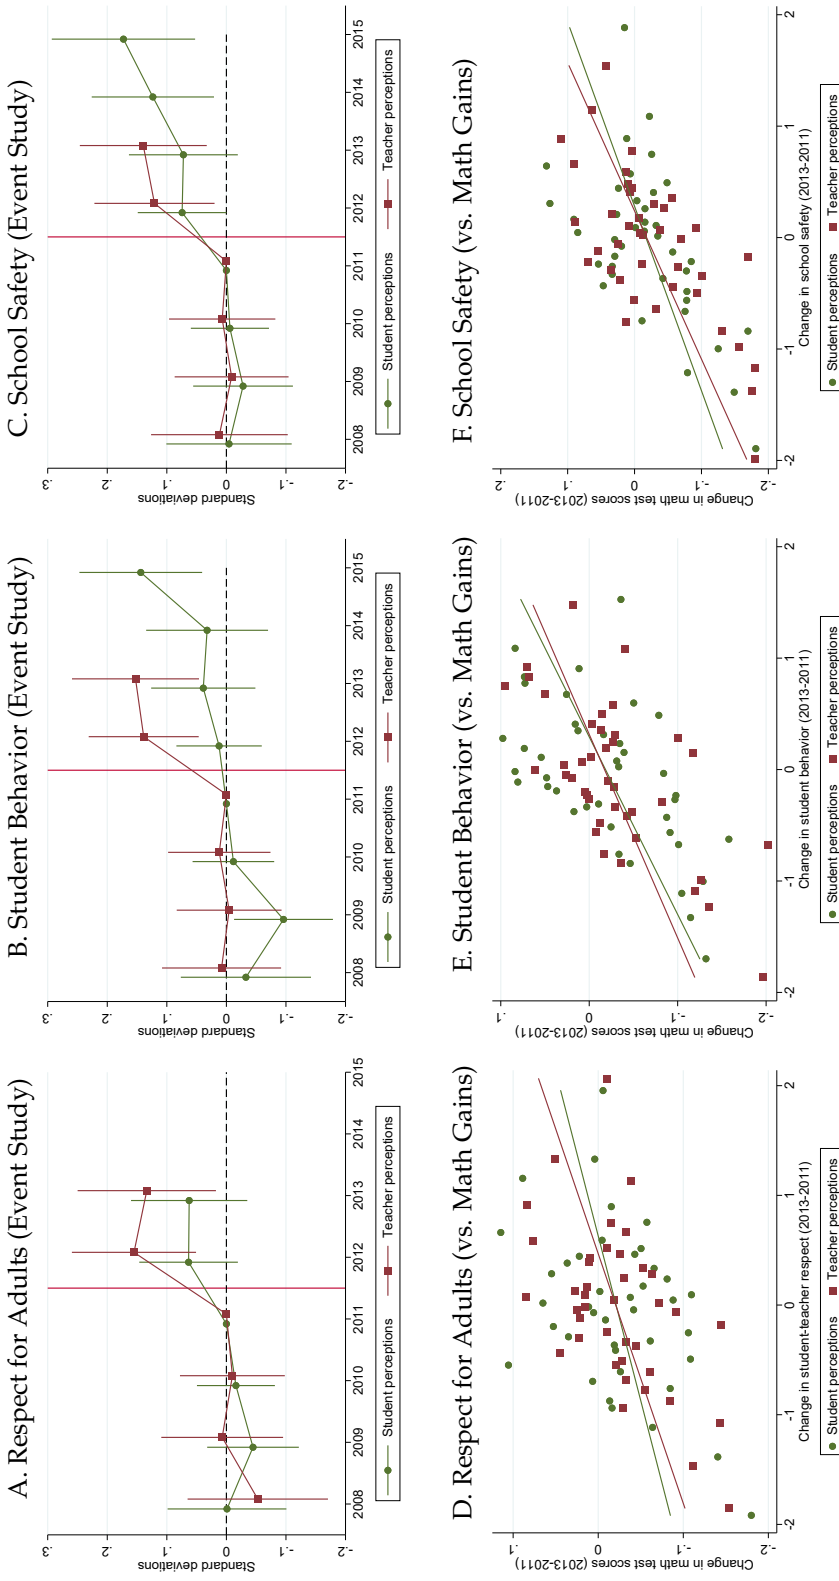 A. Respect for Adults (Event Study)
.3
.2
.1
0
-.1
-.2
Standard deviations
2008 2009 2010 2011 2012 2013 2014 2015
Student perceptions Teacher perceptions
B. Student Behavior (Event Study)
.3
.2
.1
0
-.1
-.2
Standard deviations
2008 2009 2010 2011 2012 2013 2014 2015
Student perceptions Teacher perceptions
C. School Safety (Event Study)
.3
.2
.1
0
-.1
-.2
Standard deviations
2008 2009 2010 2011 2012 2013 2014 2015
Student perceptions Teacher perceptions
D. Respect for Adults (vs. Math Gains)
.1
0
-.1
-.2
Change in math test scores (2013-2011)
-2 -1 0 1 2
Change in student-teacher respect (2013-2011)
Student perceptions Teacher perceptions
E. Student Behavior (vs. Math Gains)
.1
0
-.1
-.2
Change in math test scores (2013-2011)
-2 -1 0 1 2
Change in student behavior (2013-2011)
Student perceptions Teacher perceptions
F. School Safety (vs. Math Gains)
.2
.1
0
-.1
-.2
Change in math test scores (2013-2011)
-2 -1 0 1 2
Change in school safety (2013-2011)
Student perceptions Teacher perceptions